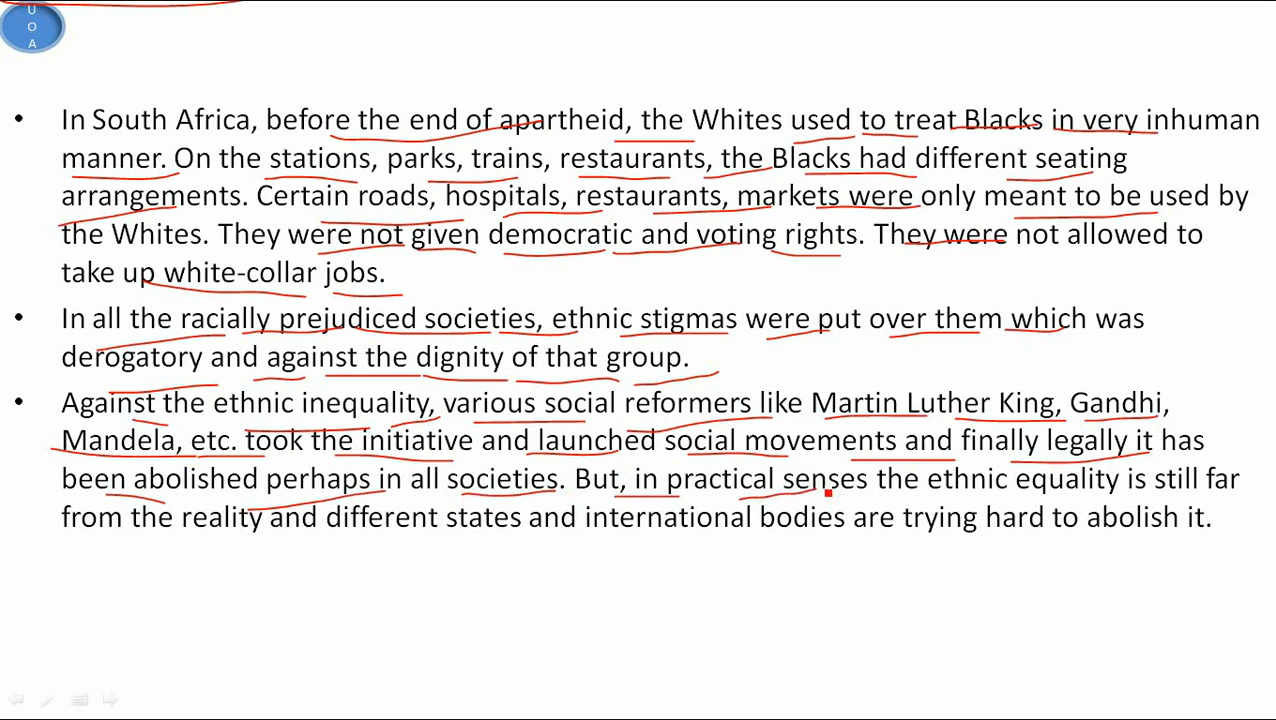 U
O
A
• In South Africa, before the end of apartheid, the Whites used to treat Blacks in very inhuman
manner. On the stations, parks, trains, restaurants, the Blacks had different seating
arrangements. Certain roads, hospitals, restaurants, markets were only meant to be used by
the Whites. They were not given democratic and voting rights. They were not allowed to
take up white-collar jobs.
• In all the racially prejudiced societies, ethnic stigmas were put over them which was
derogatory and against the dignity of that group.
• Against the ethnic inequality, various social reformers like Martin Luther King, Gandhi,
Mandela, etc. took the initiative and launched social movements and finally legally it has
been abolished perhaps in all societies. But, in practical senses the ethnic equality is still far
from the reality and different states and international bodies are trying hard to abolish it.